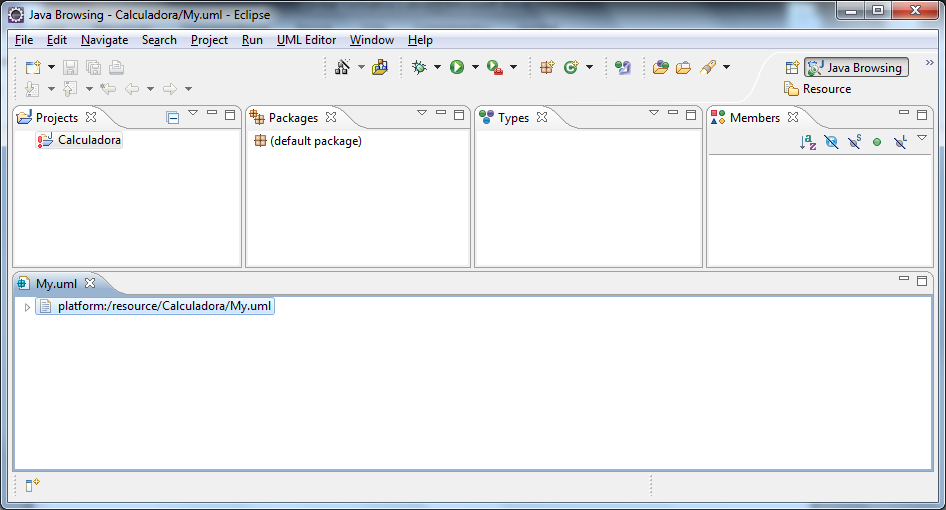 Java Browsing - Calculadora/My.uml - Eclipse
File Edit Navigate Search Project Run UML Editor Window Help
Java Browsing
Resource
Projects
Packages
Types
Members
Calculadora
(default package)
My.uml
platform:/resource/Calculadora/My.uml